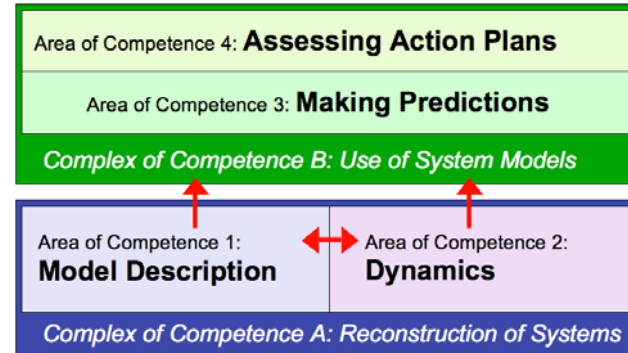 Area of Competence 4: Assessing Action Plans
Area of Competence 3: Making Predictions
Complex of Competence B: Use of System Models
Area of Competence 1:
Model Description
Area of Competence 2:
Dynamics
Complex of Competence A: Reconstruction of Systems